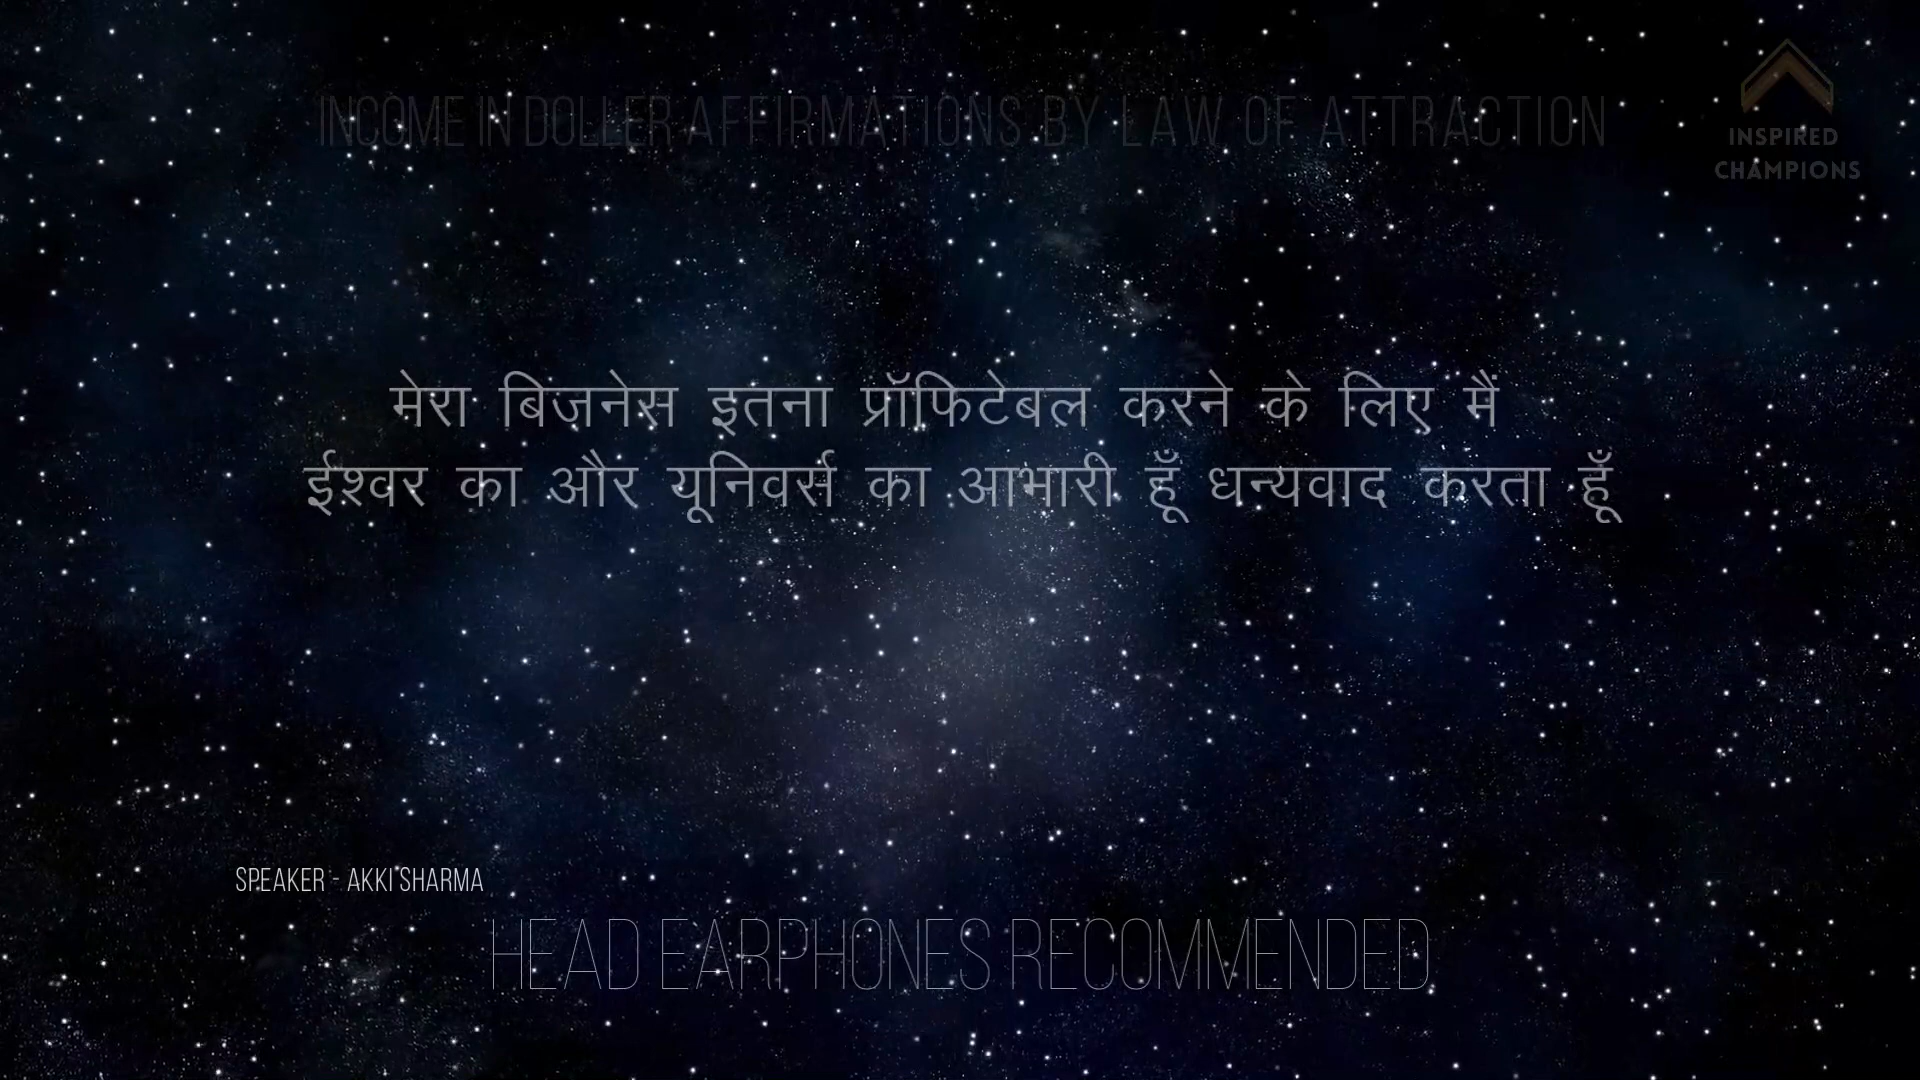 INCOME IN DOLLER AFFIRMATIONS BY LAW OF ATTRACTION
INSPIRED
CHAMPIONS
मेरा बिज़नेस इतना प्रॉफिटेबल करने के लिए मैं
ईश्वर का और यूनिवर्स का आभारी हूँ धन्यवाद करता हूँ
SPEAKER - AKKI SHARMA
HEAD EARPHONES RECOMMENDED